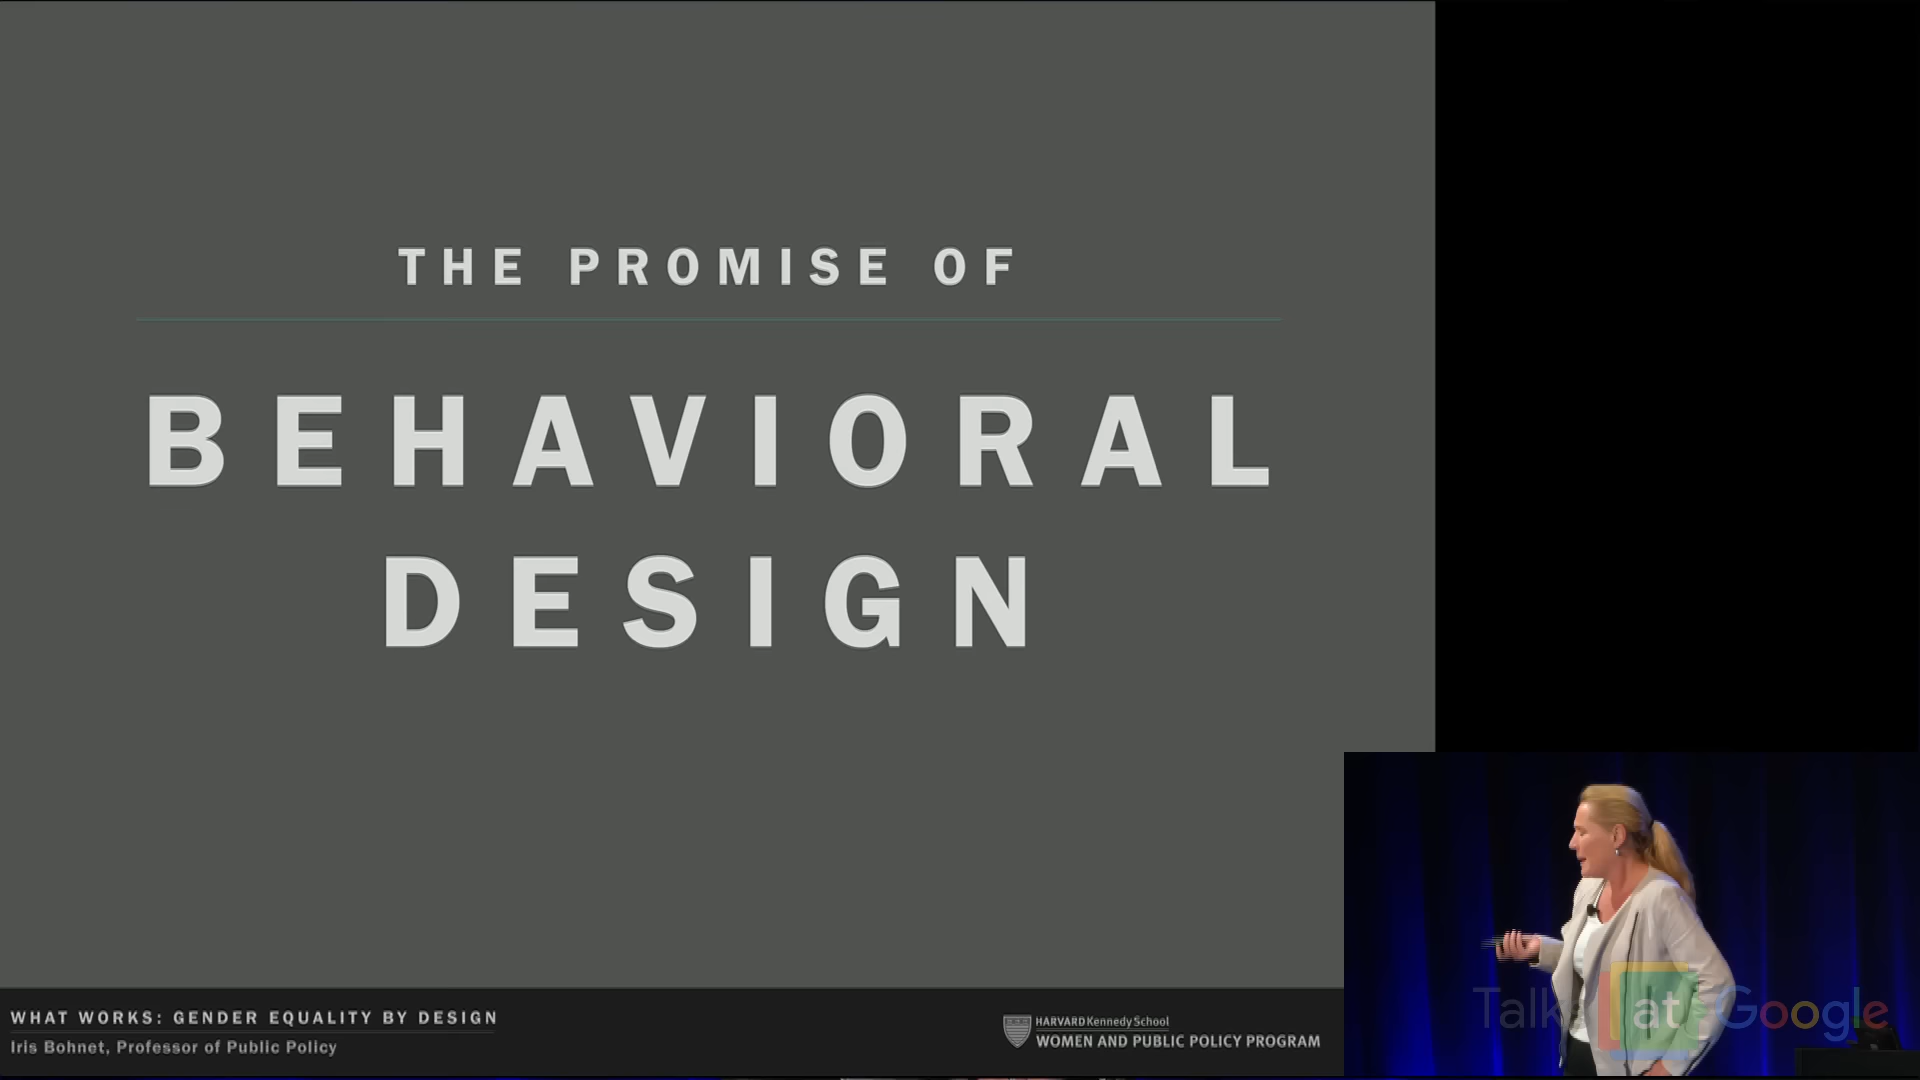 THE PROMISE OF
BEHAVIORAL
DESIGN
WHAT WORKS: GENDER EQUALITY BY DESIGN
Iris Bohnet, Professor of Public Policy
HARVARD Kennedy School
WOMEN AND PUBLIC POLICY PROGRAM
Talks at Google